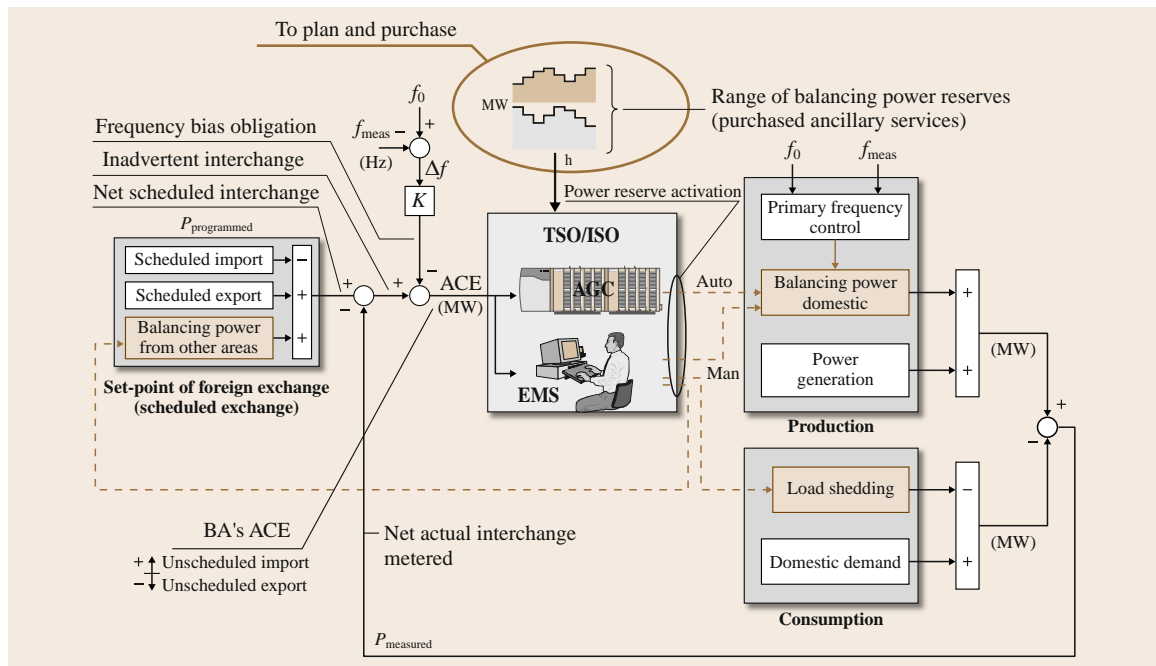 To plan and purchase
MW
h
Range of balancing power reserves
(purchased ancillary services)
f0
fmeas
(Hz)
−
+
Δf
K
−
Frequency bias obligation
Inadvertent interchange
Net scheduled interchange
Pprogrammed
Scheduled import
−
Scheduled export
+
Balancing power
from other areas
+
Set-point of foreign exchange
(scheduled exchange)
+
−
+
ACE
(MW)
Power reserve activation
TSO/ISO
AGC
EMS
Auto
Man
f0
fmeas
Primary frequency
control
Balancing power
domestic
+
Power
generation
+
Production
(MW)
+
−
Load shedding
−
Domestic demand
+
Consumption
(MW)
BA's ACE
+ Unscheduled import
− Unscheduled export
Net actual interchange
metered
Pmeasured